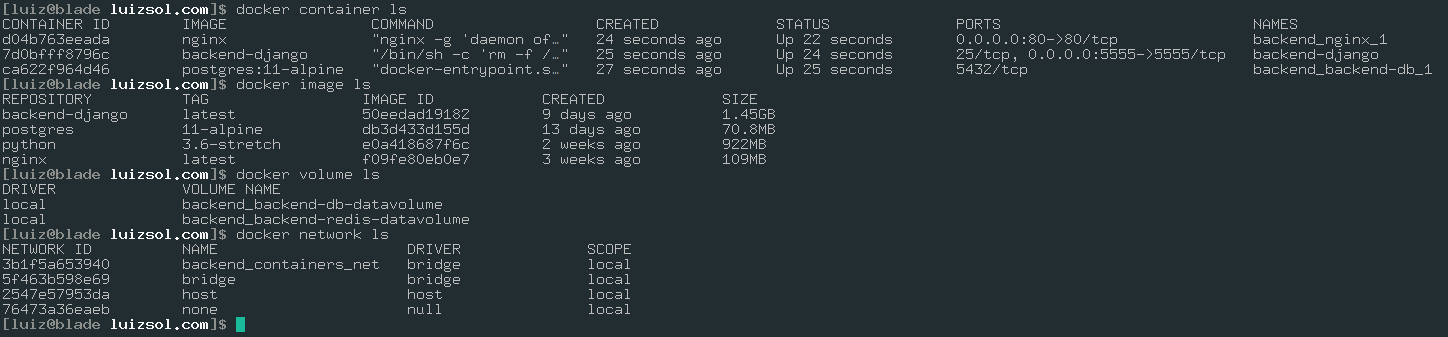 [luiz@blade luizsol.com]$ docker container ls
CONTAINER ID        IMAGE                COMMAND                  CREATED             STATUS              PORTS                            NAMES
d04b763eeada        nginx                "nginx -g 'daemon of…"   24 seconds ago      Up 22 seconds       0.0.0.0:80->80/tcp               backend_nginx_1
7d0bfff8796c        backend-django       "/bin/sh -c 'rm -f /…"   25 seconds ago      Up 24 seconds       25/tcp, 0.0.0.0:5555->5555/tcp   backend-django
ca622f964d46        postgres:11-alpine   "docker-entrypoint.s…"   27 seconds ago      Up 25 seconds       5432/tcp                         backend_backend-db_1
[luiz@blade luizsol.com]$ docker image ls
REPOSITORY          TAG                 IMAGE ID            CREATED             SIZE
backend-django      latest              50eedad19182        9 days ago          1.45GB
postgres            11-alpine           db3d433d155d        13 days ago         70.8MB
python              3.6-stretch         e0a418687f6c        2 weeks ago         922MB
nginx               latest              f09fe80eb0e7        3 weeks ago         109MB
[luiz@blade luizsol.com]$ docker volume ls
DRIVER              VOLUME NAME
local               backend_backend-db-datavolume
local               backend_backend-redis-datavolume
[luiz@blade luizsol.com]$ docker network ls
NETWORK ID          NAME                     DRIVER              SCOPE
3b1f5a653940        backend_containers_net   bridge              local
5f463b598e69        bridge                   bridge              local
2547e57953da        host                     host                local
76473a36eaeb        none                     null                local
[luiz@blade luizsol.com]$